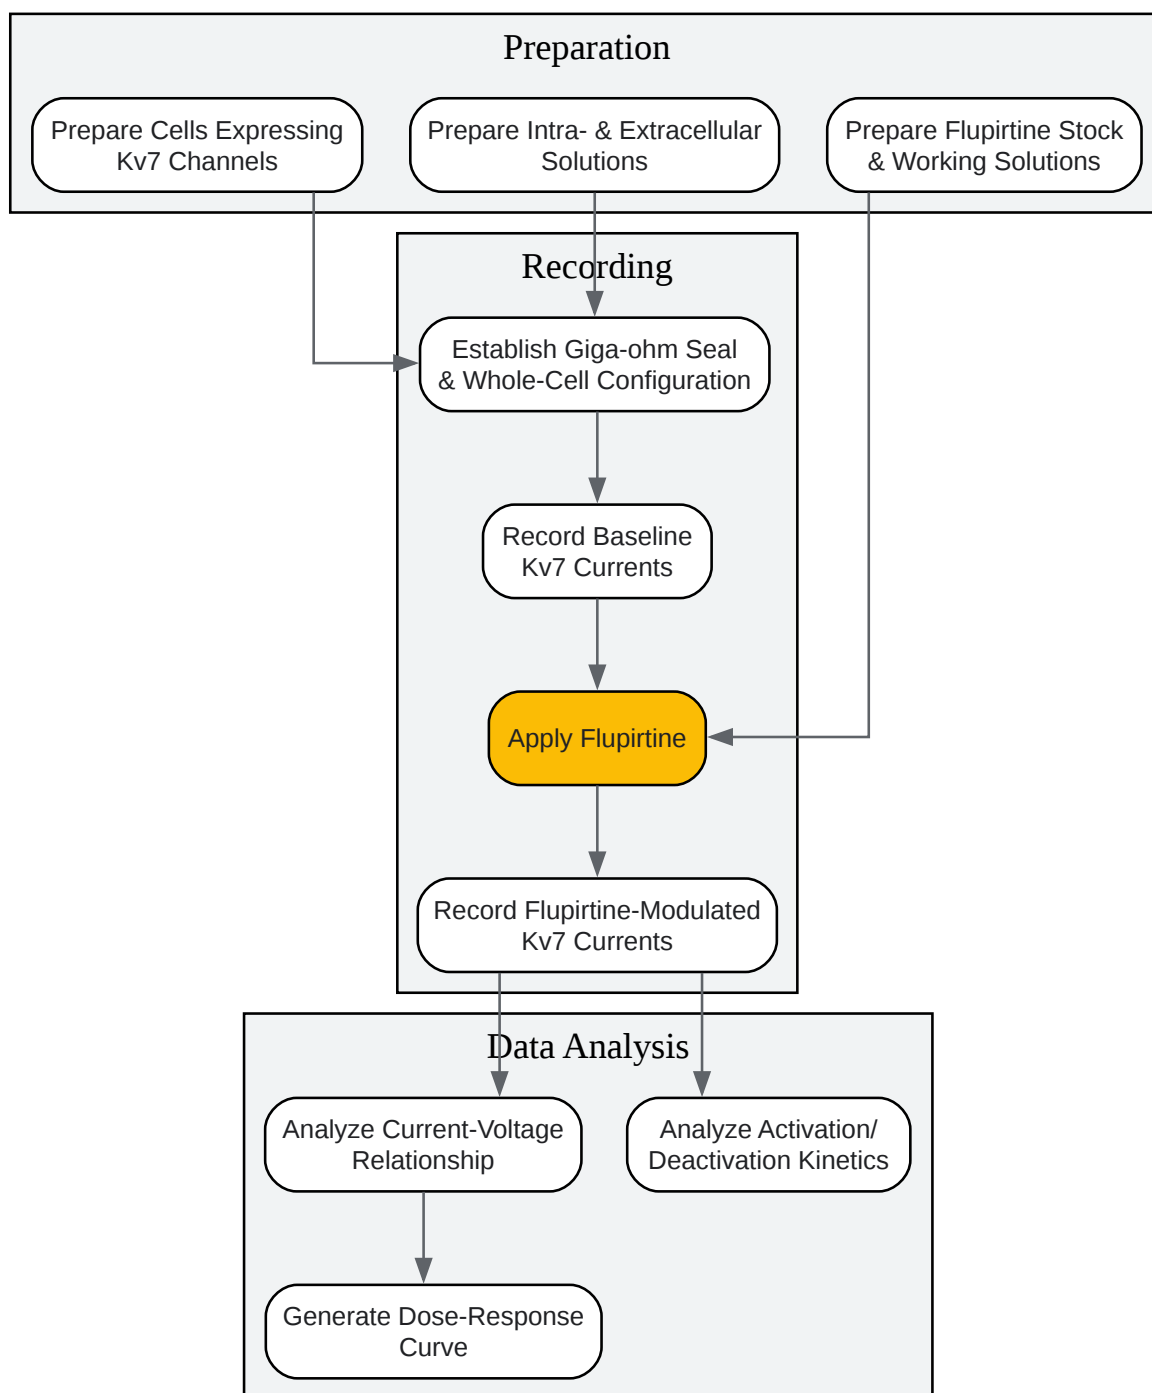 Preparation
Prepare Cells Expressing
Kv7 Channels
Prepare Intra- & Extracellular
Solutions
Prepare Flupirtine Stock
& Working Solutions
Recording
Establish Giga-ohm Seal
& Whole-Cell Configuration
Record Baseline
Kv7 Currents
Apply Flupirtine
Record Flupirtine-Modulated
Kv7 Currents
Data Analysis
Analyze Current-Voltage
Relationship
Analyze Activation/
Deactivation Kinetics
Generate Dose-Response
Curve